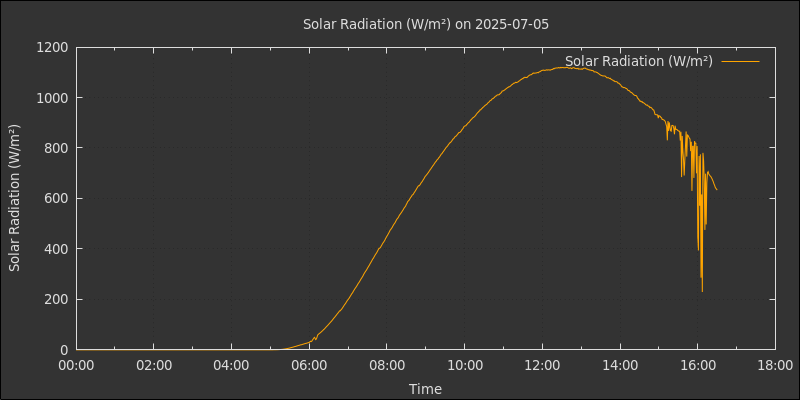 Solar Radiation (W/m²) on 2025-07-05
Solar Radiation (W/m²)
1200
1000
800
600
400
200
0
Solar Radiation (W/m²)
00:00 02:00 04:00 06:00 08:00 10:00 12:00 14:00 16:00 18:00
Time